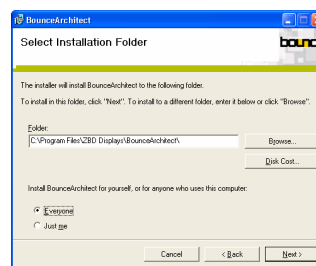 BounceArchitect
Select Installation Folder
The installer will install BounceArchitect to the following folder.
To install in this folder, click "Next". To install to a different folder, enter it below or click "Browse".
Folder:
C:\Program Files\ZBD Displays\BounceArchitect\
Browse...
Disk Cost...
Install BounceArchitect for yourself, or for anyone who uses this computer:
Everyone
Just me
Cancel
< Back
Next >